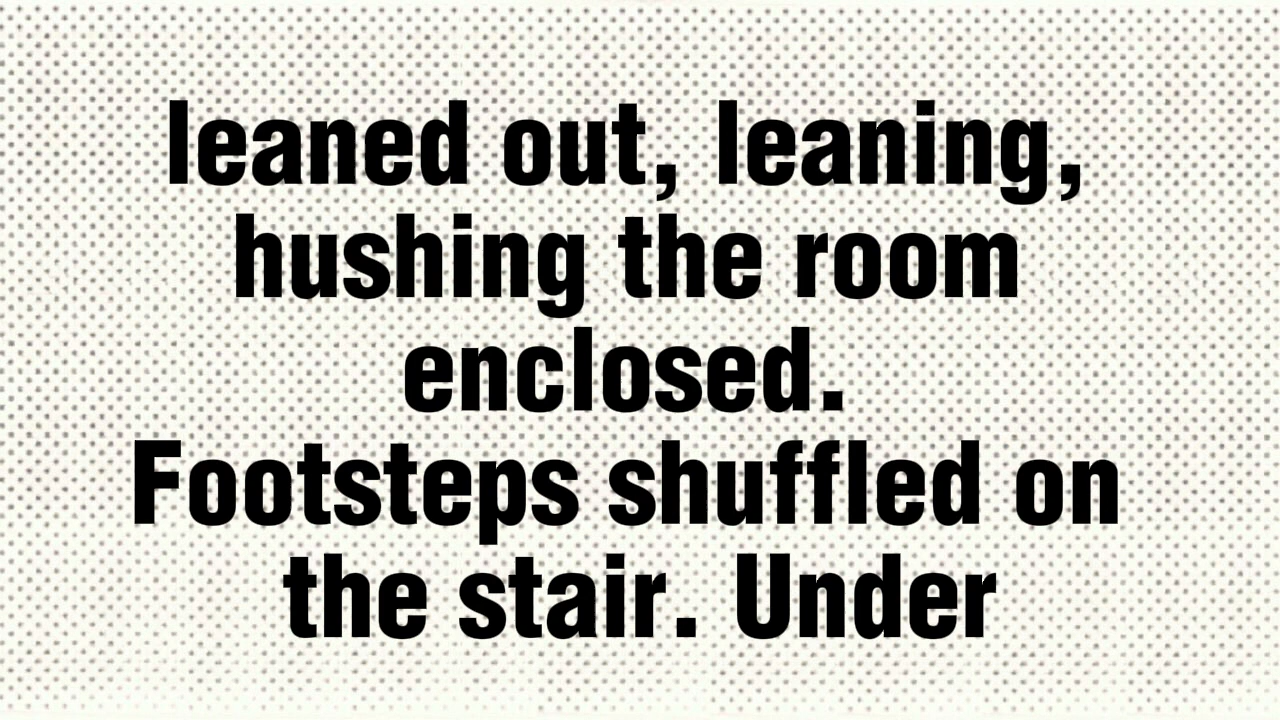 leaned out, leaning,
hushing the room
enclosed.
Footsteps shuffled on
the stair. Under